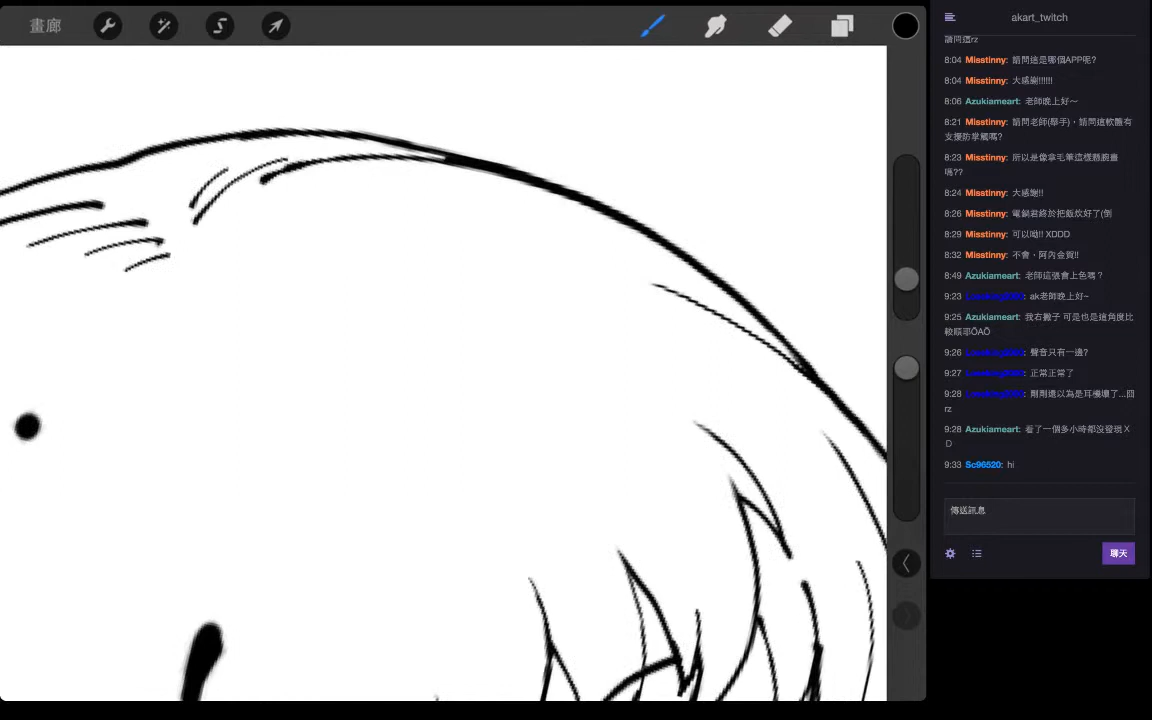 畫廊
akart_twitch
請問這rz
8:04 Misstinny: 請問這是哪個APP呢?
8:04 Misstinny: 大感謝!!!!!!
8:06 Azukiameart: 老師晚上好～
8:21 Misstinny: 請問老師(舉手)，請問這軟體有
支援防掌觸嗎?
8:23 Misstinny: 所以是像拿毛筆這樣懸腕畫
嗎??
8:24 Misstinny: 大感謝!!
8:26 Misstinny: 電鍋君終於把飯炊好了(倒
8:29 Misstinny: 可以呦!! XDDD
8:32 Misstinny: 不會，阿內金賀!!
8:49 Azukiameart: 老師這張會上色嗎？
9:23 ak老師晚上好~
9:25 Azukiameart: 我右撇子 可是也是這角度比
較順耶ÔAÔ
9:26 聲音只有一邊?
9:27 正常正常了
9:28 剛剛還以為是耳機壞了...囧
rz
9:28 Azukiameart: 看了一個多小時都沒發現Ｘ
Ｄ
9:33 Sc96520: hi
傳送訊息
聊天